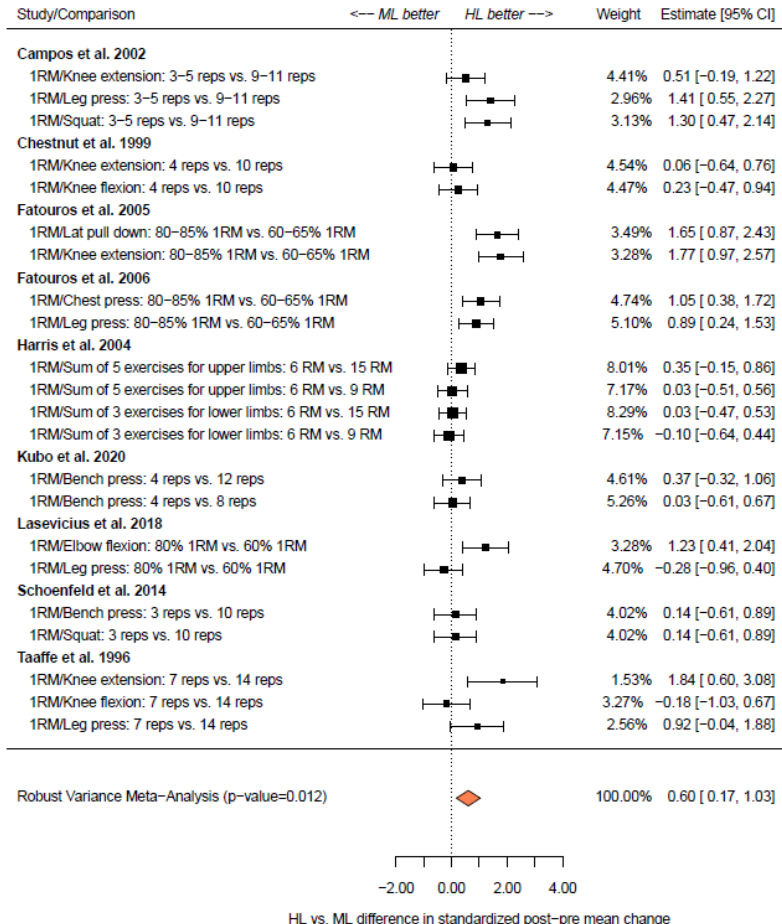 Study/Comparison <−− ML better HL better −−> Weight Estimate [95% CI]
Campos et al. 2002
1RM/Knee extension: 3−5 reps vs. 9−11 reps 4.41% 0.51 [−0.19, 1.22]
1RM/Leg press: 3−5 reps vs. 9−11 reps 2.96% 1.41 [ 0.55, 2.27]
1RM/Squat: 3−5 reps vs. 9−11 reps 3.13% 1.30 [ 0.47, 2.14]
Chestnut et al. 1999
1RM/Knee extension: 4 reps vs. 10 reps 4.54% 0.06 [−0.64, 0.76]
1RM/Knee flexion: 4 reps vs. 10 reps 4.47% 0.23 [−0.47, 0.94]
Fatouros et al. 2005
1RM/Lat pull down: 80−85% 1RM vs. 60−65% 1RM 3.49% 1.65 [ 0.87, 2.43]
1RM/Knee extension: 80−85% 1RM vs. 60−65% 1RM 3.28% 1.77 [ 0.97, 2.57]
Fatouros et al. 2006
1RM/Chest press: 80−85% 1RM vs. 60−65% 1RM 4.74% 1.05 [ 0.38, 1.72]
1RM/Leg press: 80−85% 1RM vs. 60−65% 1RM 5.10% 0.89 [ 0.24, 1.53]
Harris et al. 2004
1RM/Sum of 5 exercises for upper limbs: 6 RM vs. 15 RM 8.01% 0.35 [−0.15, 0.86]
1RM/Sum of 5 exercises for upper limbs: 6 RM vs. 9 RM 7.17% 0.03 [−0.51, 0.56]
1RM/Sum of 3 exercises for lower limbs: 6 RM vs. 15 RM 8.29% 0.03 [−0.47, 0.53]
1RM/Sum of 3 exercises for lower limbs: 6 RM vs. 9 RM 7.15% −0.10 [−0.64, 0.44]
Kubo et al. 2020
1RM/Bench press: 4 reps vs. 12 reps 4.61% 0.37 [−0.32, 1.06]
1RM/Bench press: 4 reps vs. 8 reps 5.26% 0.03 [−0.61, 0.67]
Lasevicius et al. 2018
1RM/Elbow flexion: 80% 1RM vs. 60% 1RM 3.28% 1.23 [ 0.41, 2.04]
1RM/Leg press: 80% 1RM vs. 60% 1RM 4.70% −0.28 [−0.96, 0.40]
Schoenfeld et al. 2014
1RM/Bench press: 3 reps vs. 10 reps 4.02% 0.14 [−0.61, 0.89]
1RM/Squat: 3 reps vs. 10 reps 4.02% 0.14 [−0.61, 0.89]
Taaffe et al. 1996
1RM/Knee extension: 7 reps vs. 14 reps 1.53% 1.84 [ 0.60, 3.08]
1RM/Knee flexion: 7 reps vs. 14 reps 3.27% −0.18 [−1.03, 0.67]
1RM/Leg press: 7 reps vs. 14 reps 2.56% 0.92 [−0.04, 1.88]
Robust Variance Meta−Analysis (p−value=0.012) 100.00% 0.60 [ 0.17, 1.03]
−2.00 0.00 2.00 4.00
HL vs. ML difference in standardized post−pre mean change